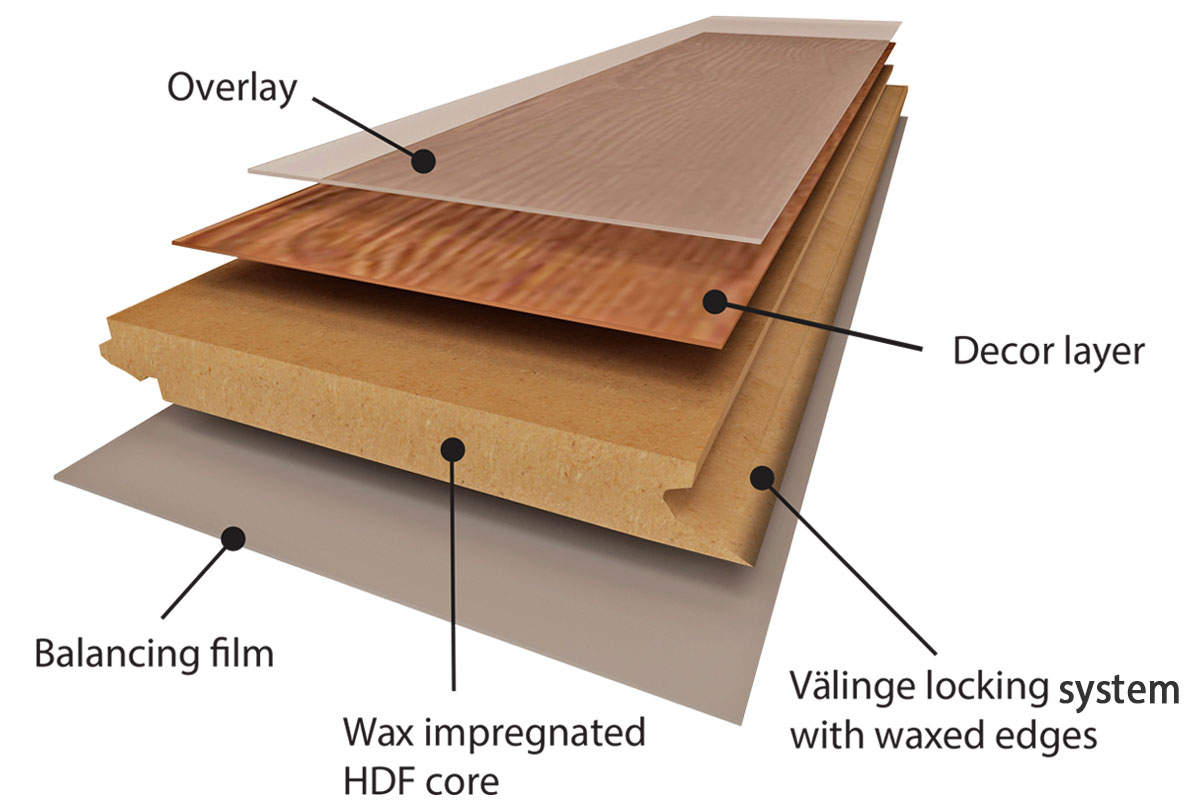 Overlay
Decor layer
Balancing film
Wax impregnated
HDF core
Välinge locking system
with waxed edges